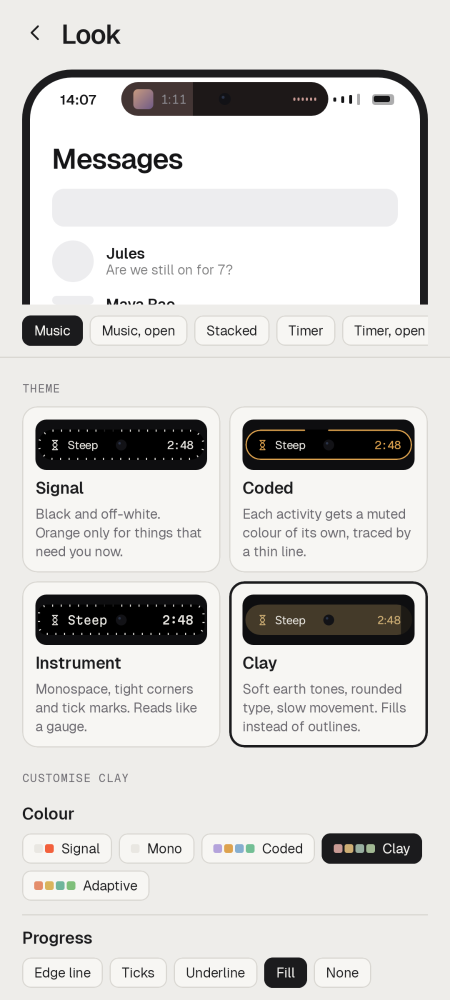 Look
14:07
1:11
Messages
Jules
Are we still on for 7?
Music
Music, open
Stacked
Timer
Timer, open
THEME
Steep
2:48
Signal
Black and off-white.
Orange only for things that
need you now.
Steep
2:48
Coded
Each activity gets a muted
colour of its own, traced by
a thin line.
Steep
2:48
Instrument
Monospace, tight corners
and tick marks. Reads like
a gauge.
Steep
2:48
Clay
Soft earth tones, rounded
type, slow movement. Fills
instead of outlines.
CUSTOMISE CLAY
Colour
Signal
Mono
Coded
Clay
Adaptive
Progress
Edge line
Ticks
Underline
Fill
None